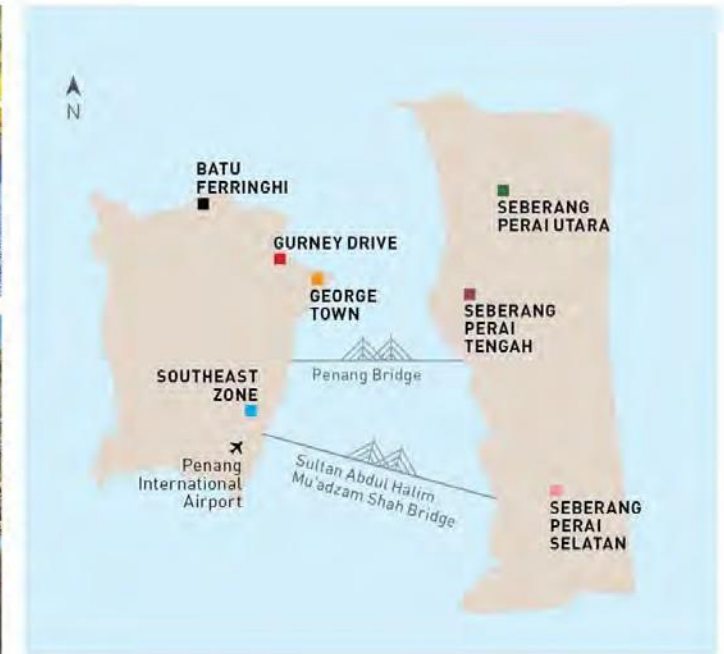 N
BATU
FERRINGHI
SEBERANG
PERAI UTARA
GURNEY DRIVE
GEORGE
TOWN
SEBERANG
PERAI
TENGAH
Penang Bridge
SOUTHEAST
ZONE
Penang
International
Airport
Sultan Abdul Halim
Mu'adzam Shah Bridge
SEBERANG
PERAI
SELATAN